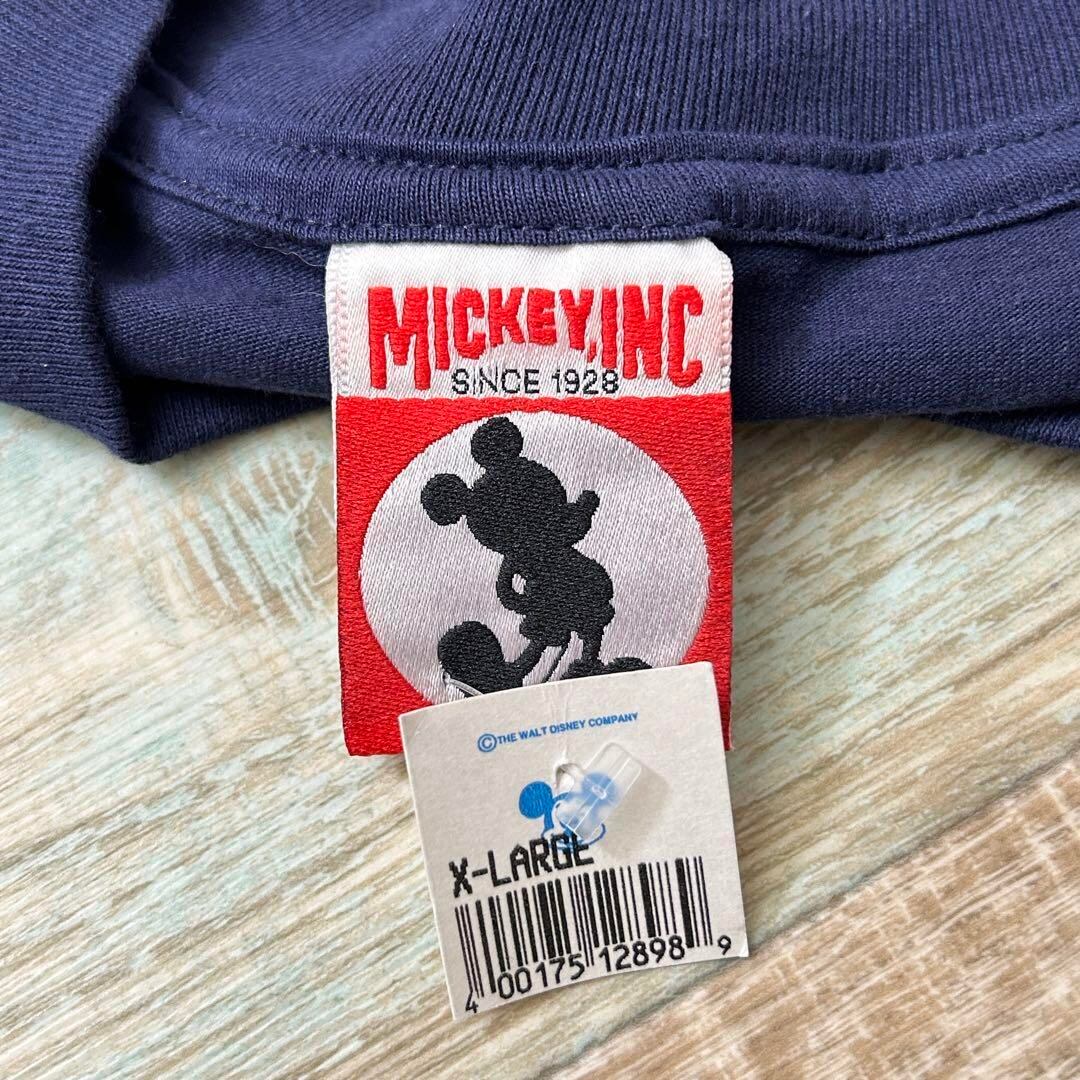 MICKEY, INC
SINCE 1928
©THE WALT DISNEY COMPANY
X-LARGE
4 00175 12898 9